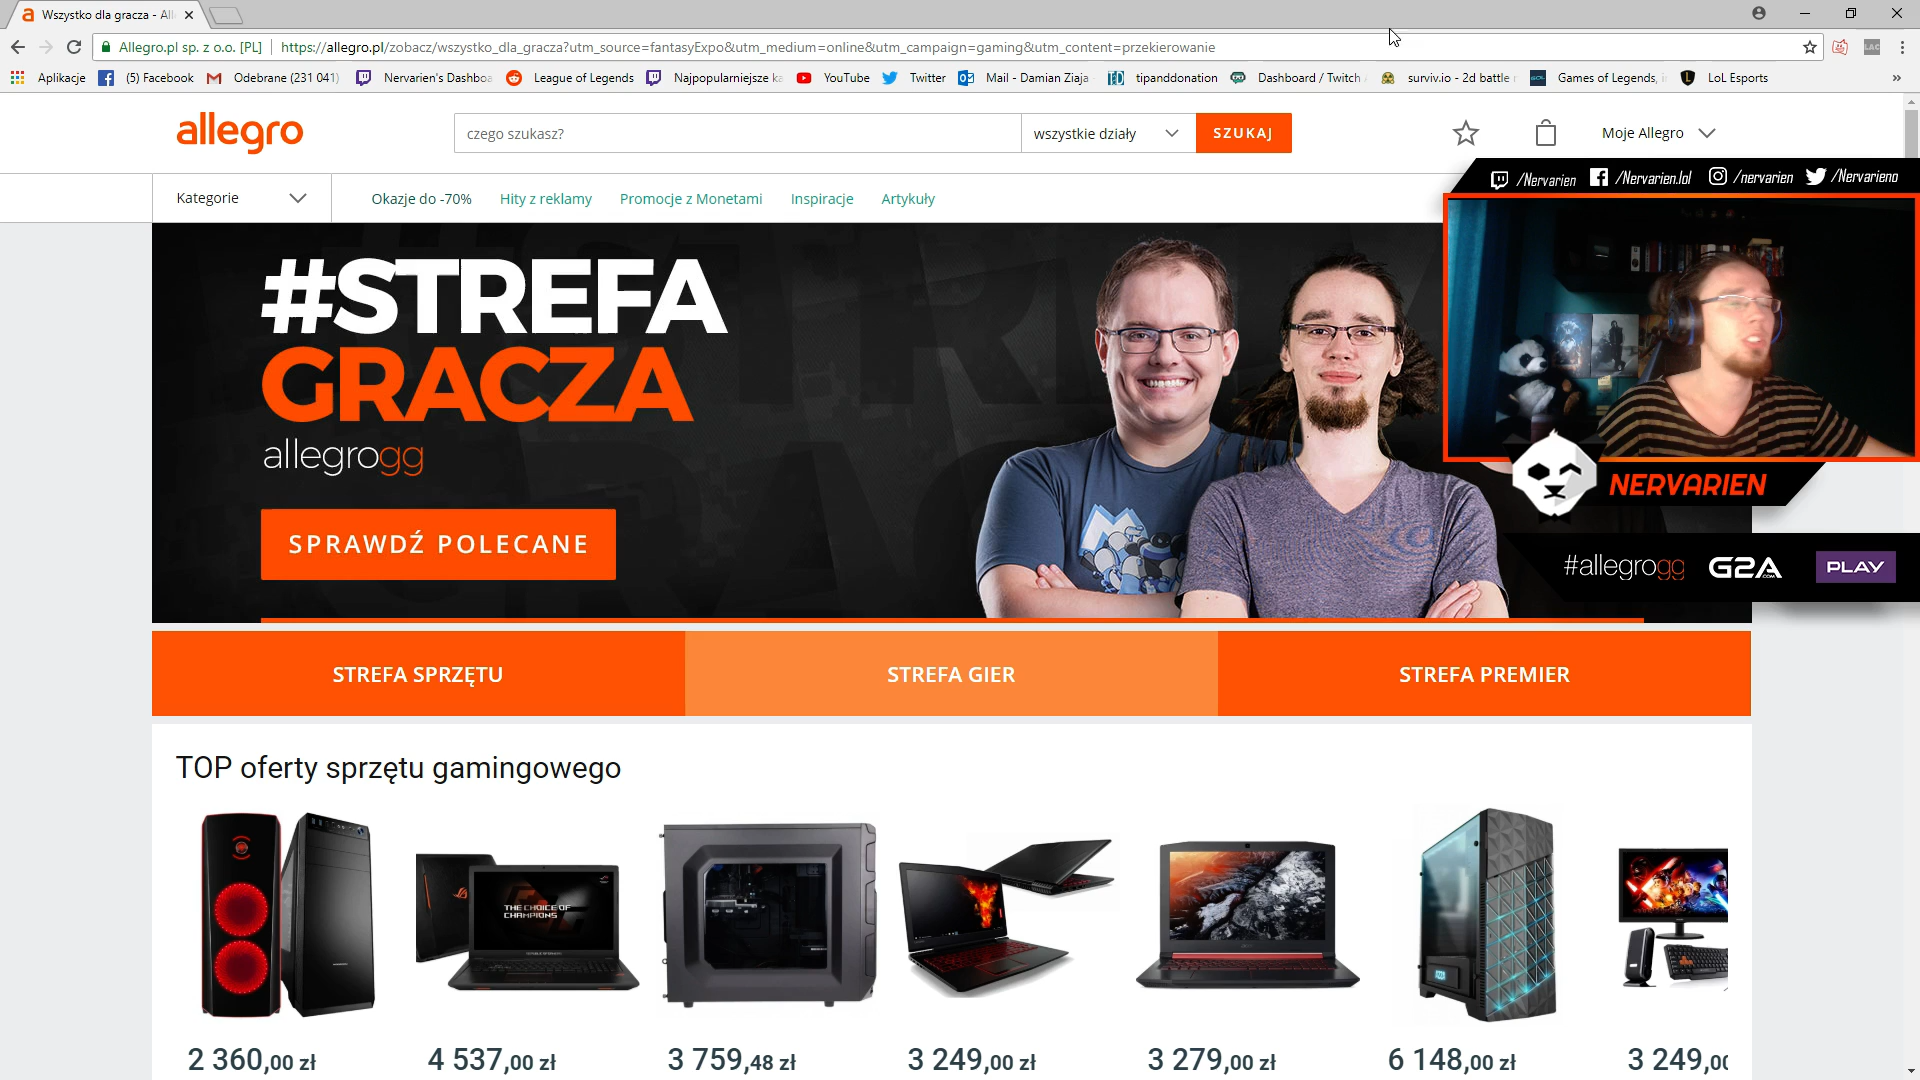 Wszystko dla gracza - All
Allegro.pl sp. z o.o. [PL]
https://allegro.pl/zobacz/wszystko_dla_gracza?utm_source=fantasyExpo&utm_medium=online&utm_campaign=gaming&utm_content=przekierowanie
Aplikacje
(5) Facebook
Odebrane (231 041)
Nervarien's Dashboa
League of Legends
Najpopularniejsze ka
YouTube
Twitter
Mail - Damian Ziaja
tipanddonation
Dashboard / Twitch
surviv.io - 2d battle r
Games of Legends, i
LoL Esports
allegro
czego szukasz?
wszystkie działy
SZUKAJ
Moje Allegro
Kategorie
Okazje do -70%
Hity z reklamy
Promocje z Monetami
Inspiracje
Artykuły
/Nervarien
/Nervarien.lol
/nervarien
/Nervarieno
#STREFA
GRACZA
allegrogg
SPRAWDŹ POLECANE
NERVARIEN
#allegrogg
G2A.COM
PLAY
STREFA SPRZĘTU
STREFA GIER
STREFA PREMIER
TOP oferty sprzętu gamingowego
THE CHOICE OF
CHAMPIONS
2 360,00 zł
4 537,00 zł
3 759,48 zł
3 249,00 zł
3 279,00 zł
6 148,00 zł
3 249,00